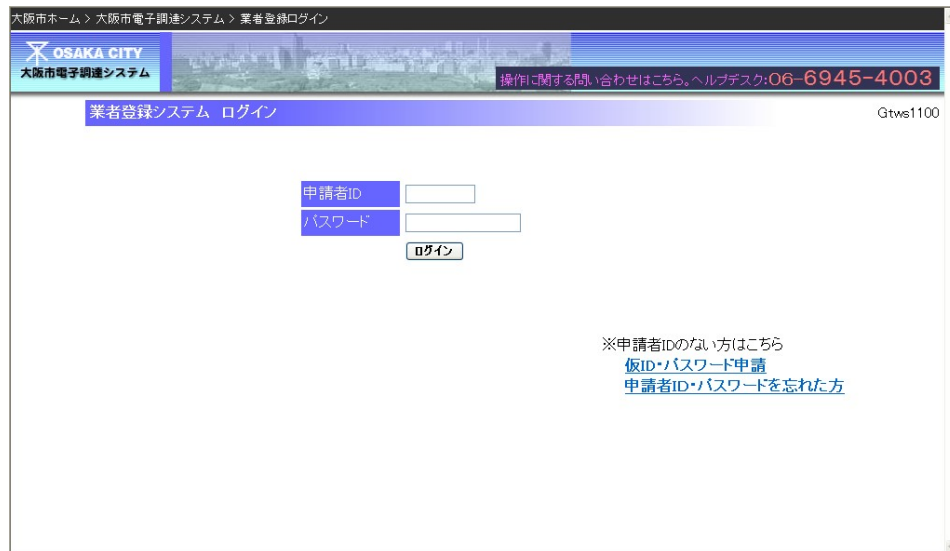 大阪市ホーム > 大阪市電子調達システム > 業者登録ログイン
OSAKA CITY
大阪市電子調達システム
操作に関する問い合わせはこちら。ヘルプデスク:06-6945-4003
業者登録システム ログイン
Gtws1100
申請者ID
パスワード
ログイン
※申請者IDのない方はこちら
仮ID・パスワード申請
申請者ID・パスワードを忘れた方